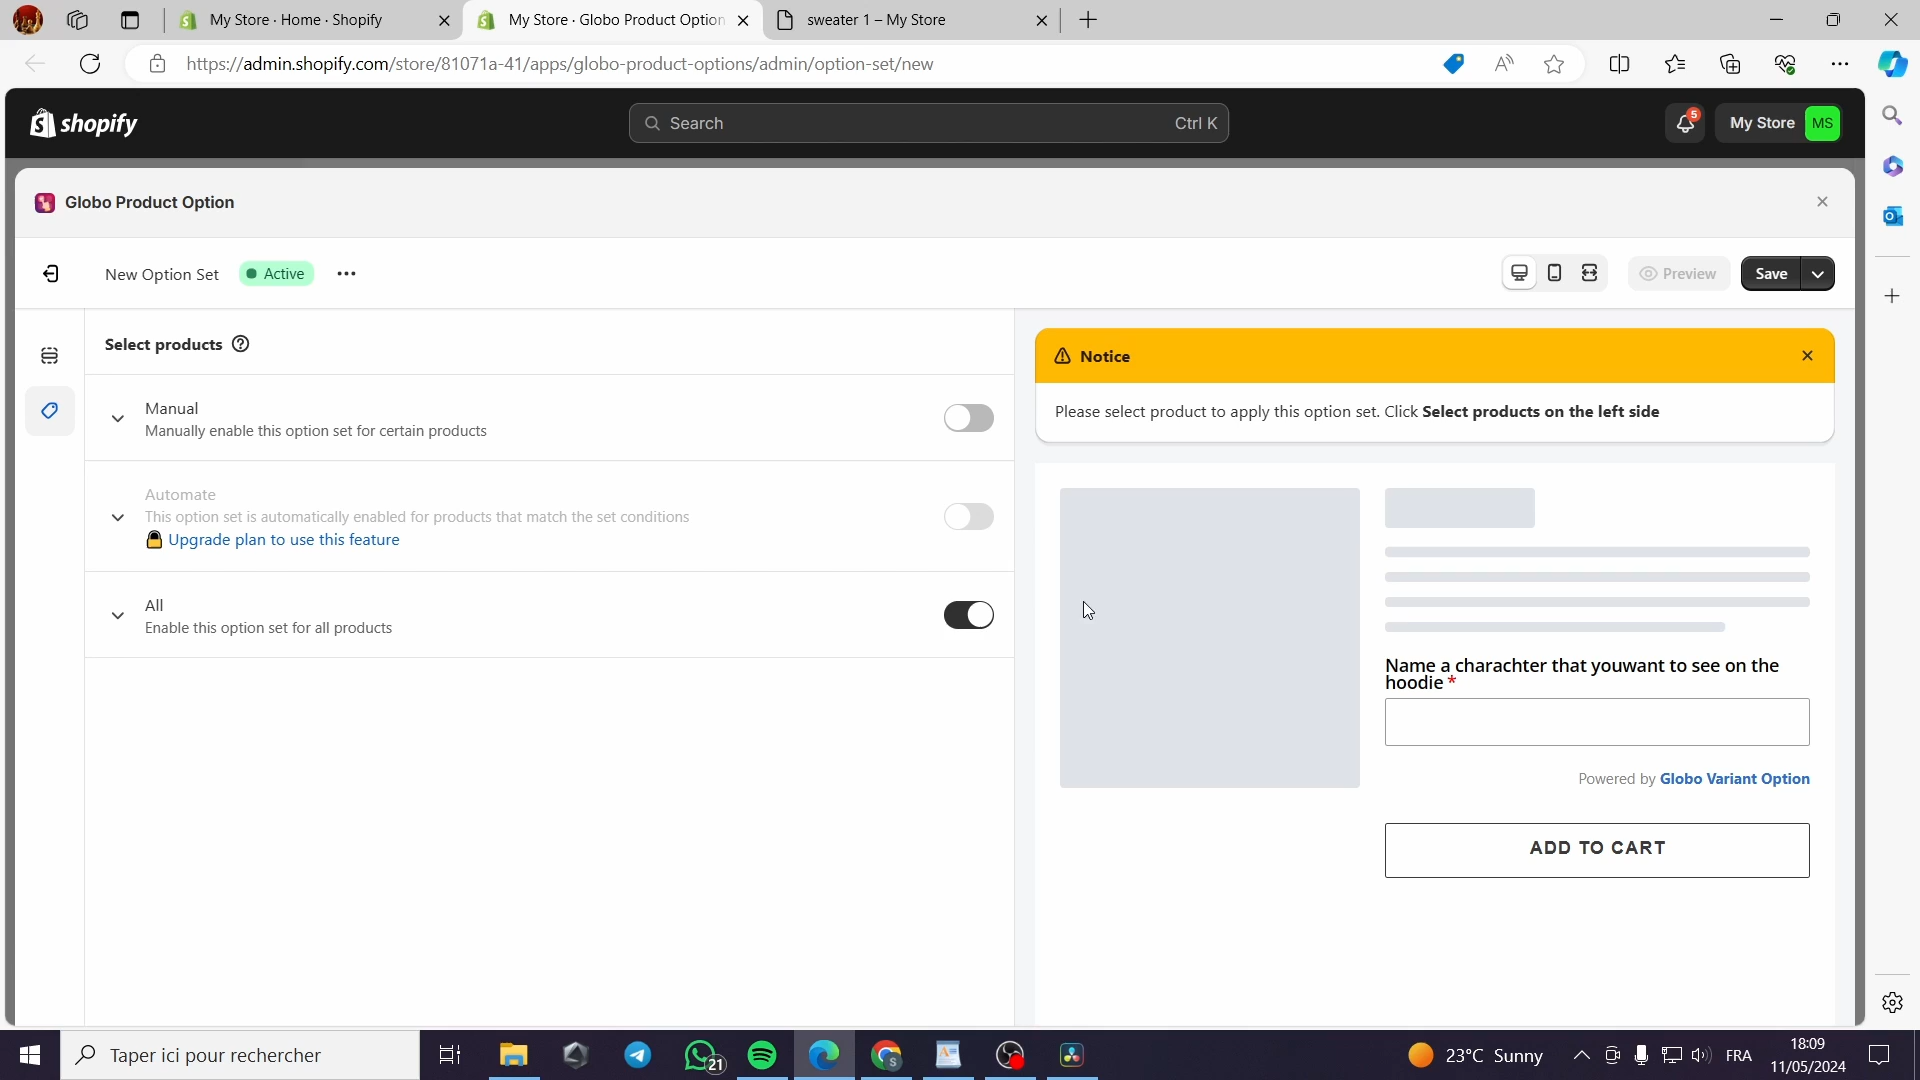 My Store · Home · Shopify
My Store · Globo Product Option
sweater 1 – My Store
https://admin.shopify.com/store/81071a-41/apps/globo-product-options/admin/option-set/new
shopify
Search
Ctrl K
5
My Store
MS
Globo Product Option
New Option Set
Active
Preview
Save
Select products
Manual
Manually enable this option set for certain products
Automate
This option set is automatically enabled for products that match the set conditions
Upgrade plan to use this feature
All
Enable this option set for all products
Notice
Please select product to apply this option set. Click Select products on the left side
Name a charachter that youwant to see on the
hoodie *
Powered by Globo Variant Option
ADD TO CART
Taper ici pour rechercher
21
23°C Sunny
FRA
18:09
11/05/2024